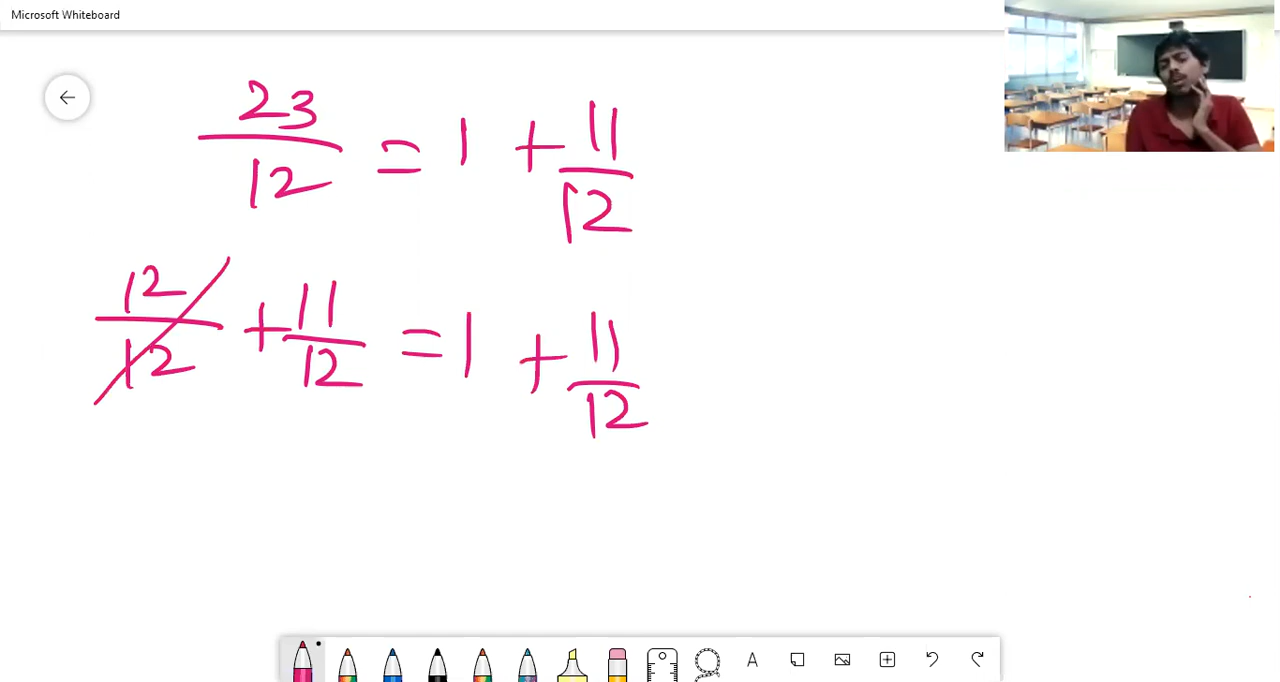 Microsoft Whiteboard
23/12 = 1 + 11/12
12/12 + 11/12 = 1 + 11/12
A